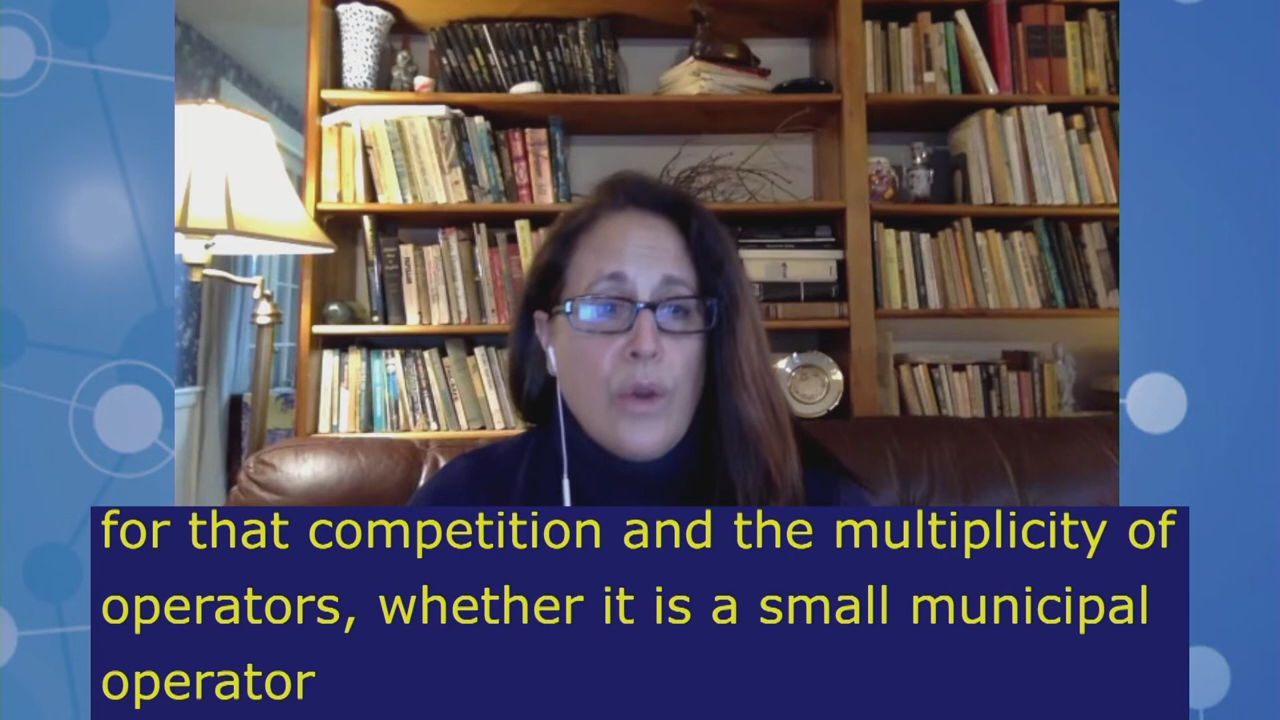 for that competition and the multiplicity of
operators, whether it is a small municipal
operator